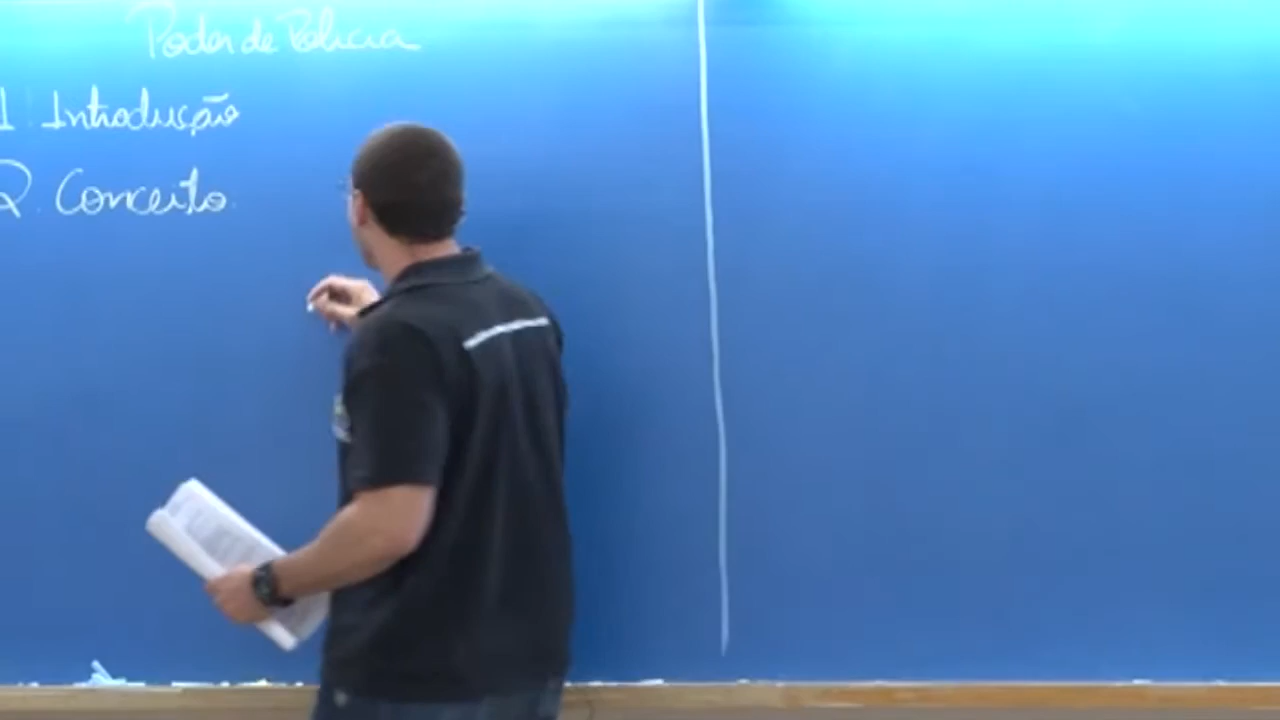 Poder de Polícia
1. Introdução
2. Conceito